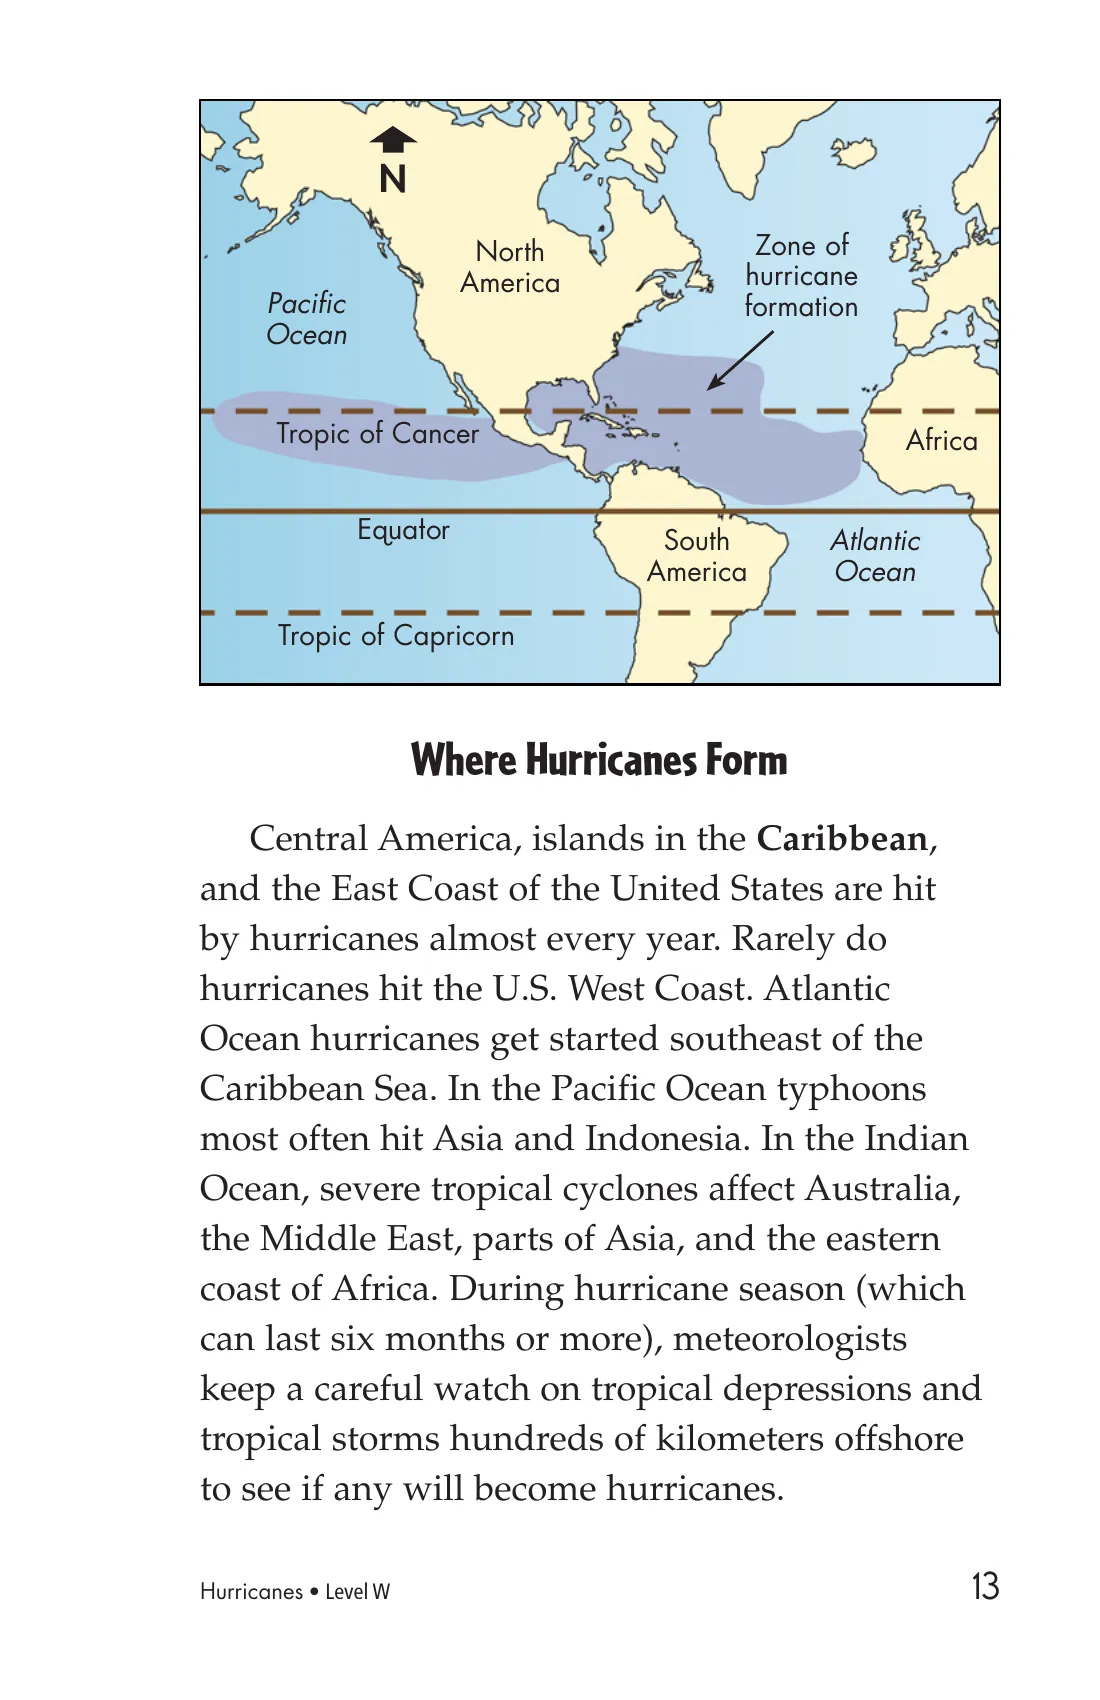 N
North
America
Zone of
hurricane
formation
Pacific
Ocean
Tropic of Cancer
Africa
Equator
South
America
Atlantic
Ocean
Tropic of Capricorn
Where Hurricanes Form
Central America, islands in the Caribbean,
and the East Coast of the United States are hit
by hurricanes almost every year. Rarely do
hurricanes hit the U.S. West Coast. Atlantic
Ocean hurricanes get started southeast of the
Caribbean Sea. In the Pacific Ocean typhoons
most often hit Asia and Indonesia. In the Indian
Ocean, severe tropical cyclones affect Australia,
the Middle East, parts of Asia, and the eastern
coast of Africa. During hurricane season (which
can last six months or more), meteorologists
keep a careful watch on tropical depressions and
tropical storms hundreds of kilometers offshore
to see if any will become hurricanes.
Hurricanes • Level W
13